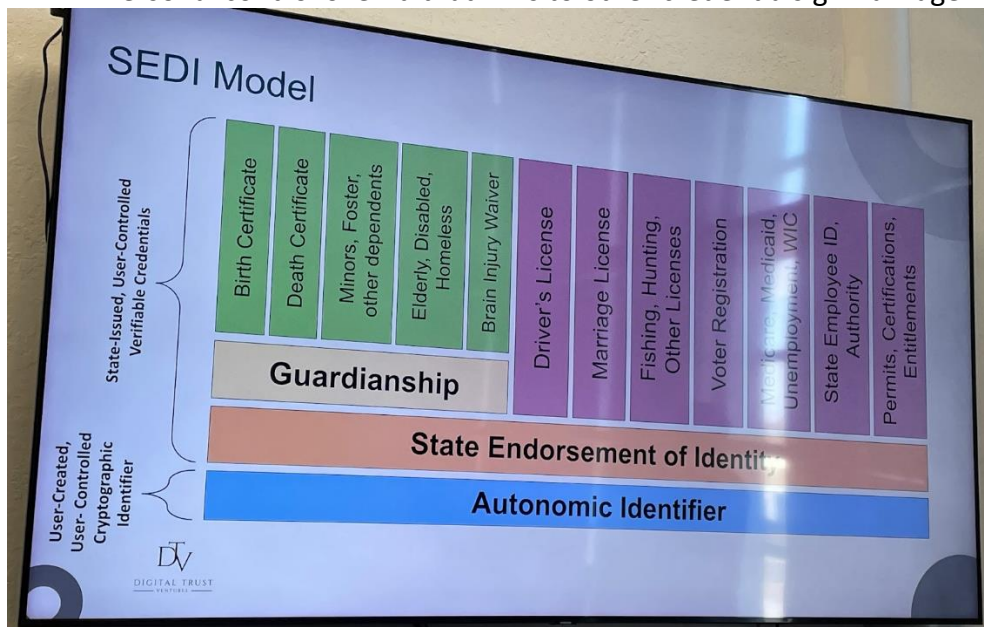 SEDI Model
State-Issued, User-Controlled
Verifiable Credentials
Birth Certificate
Death Certificate
Minors, Foster,
other dependents
Elderly, Disabled,
Homeless
Brain Injury Waiver
Driver's License
Marriage License
Fishing, Hunting,
Other Licenses
Voter Registration
Medicare, Medicaid,
Unemployment, WIC
State Employee ID,
Authority
Permits, Certifications,
Entitlements
Guardianship
State Endorsement of Identity
User-Created,
User- Controlled
Cryptographic
Identifier
Autonomic Identifier
DTV
DIGITAL TRUST
VENTURES